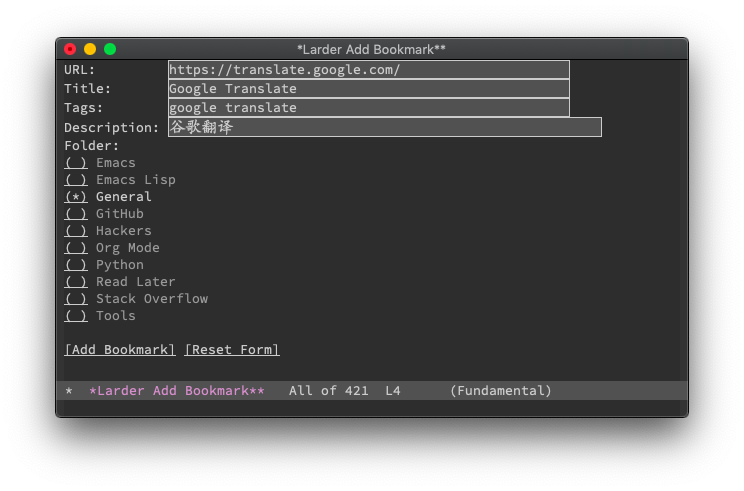 *Larder Add Bookmark**
URL: https://translate.google.com/
Title: Google Translate
Tags: google translate
Description: 谷歌翻译
Folder:
( ) Emacs
( ) Emacs Lisp
(*) General
( ) GitHub
( ) Hackers
( ) Org Mode
( ) Python
( ) Read Later
( ) Stack Overflow
( ) Tools
[Add Bookmark] [Reset Form]
* *Larder Add Bookmark** All of 421 L4 (Fundamental)